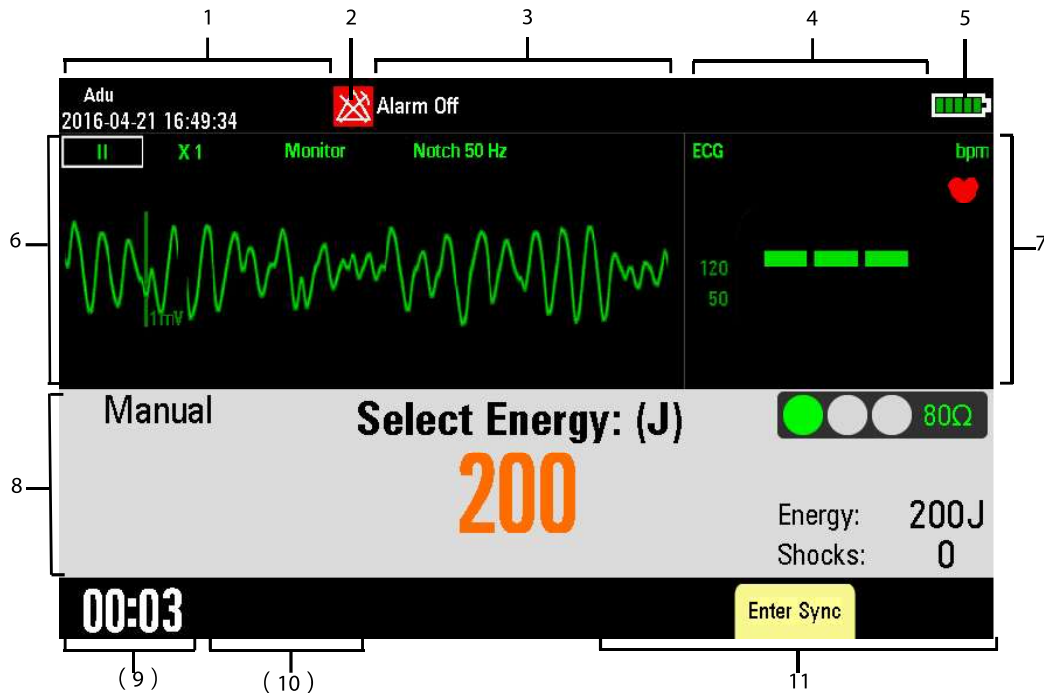 1 2 3 4 5
Adu
2016-04-21 16:49:34
Alarm Off
II X 1 Monitor Notch 50 Hz
ECG bpm
6
7
120
50
1mV
Manual
Select Energy: (J)
80Ω
200
8
Energy: 200J
Shocks: 0
00:03
Enter Sync
( 9 ) ( 10 ) 11